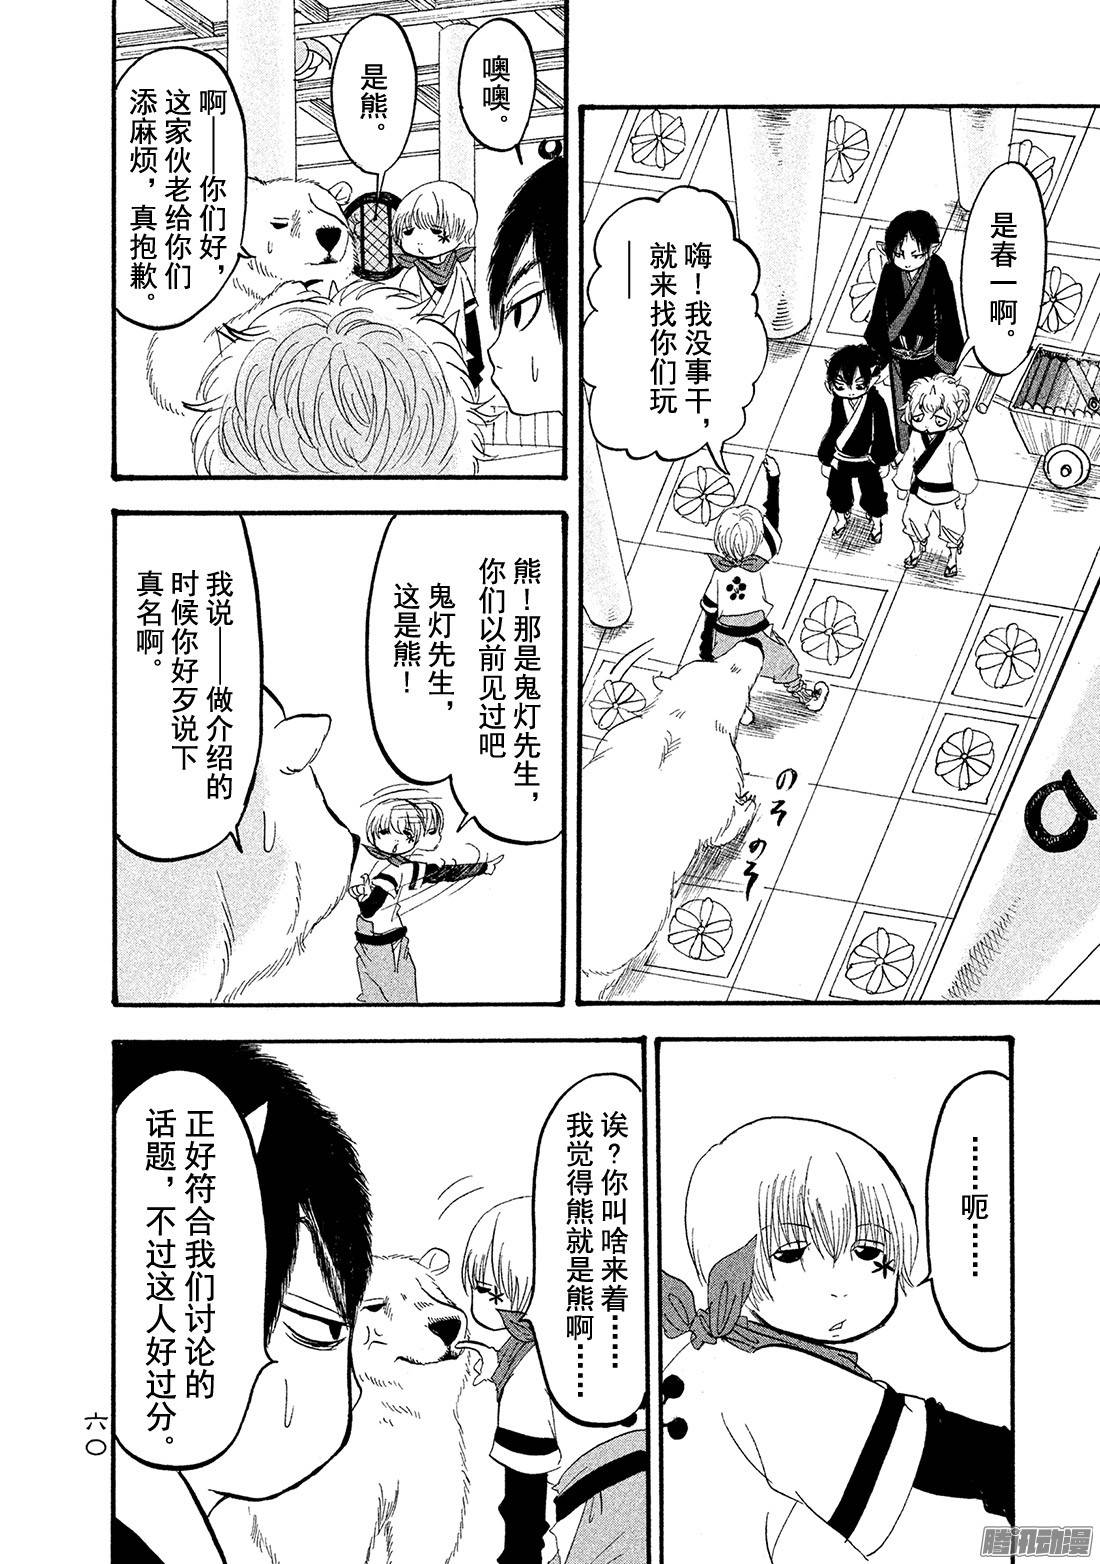 是春一啊。
嗨！我没事干，
就来找你们玩
——
のそ
のそ
噢噢。
是熊。
啊——你们好，
这家伙老给你们
添麻烦，真抱歉。
熊！那是鬼灯先生，
你们以前见过吧
鬼灯先生，
这是熊！
我说——做介绍的
时候你好歹说下
真名啊。
………呃………
诶？你叫啥来着……
我觉得熊就是熊啊……
正好符合我们讨论的
话题，不过这人好过分。
六〇
腾讯动漫